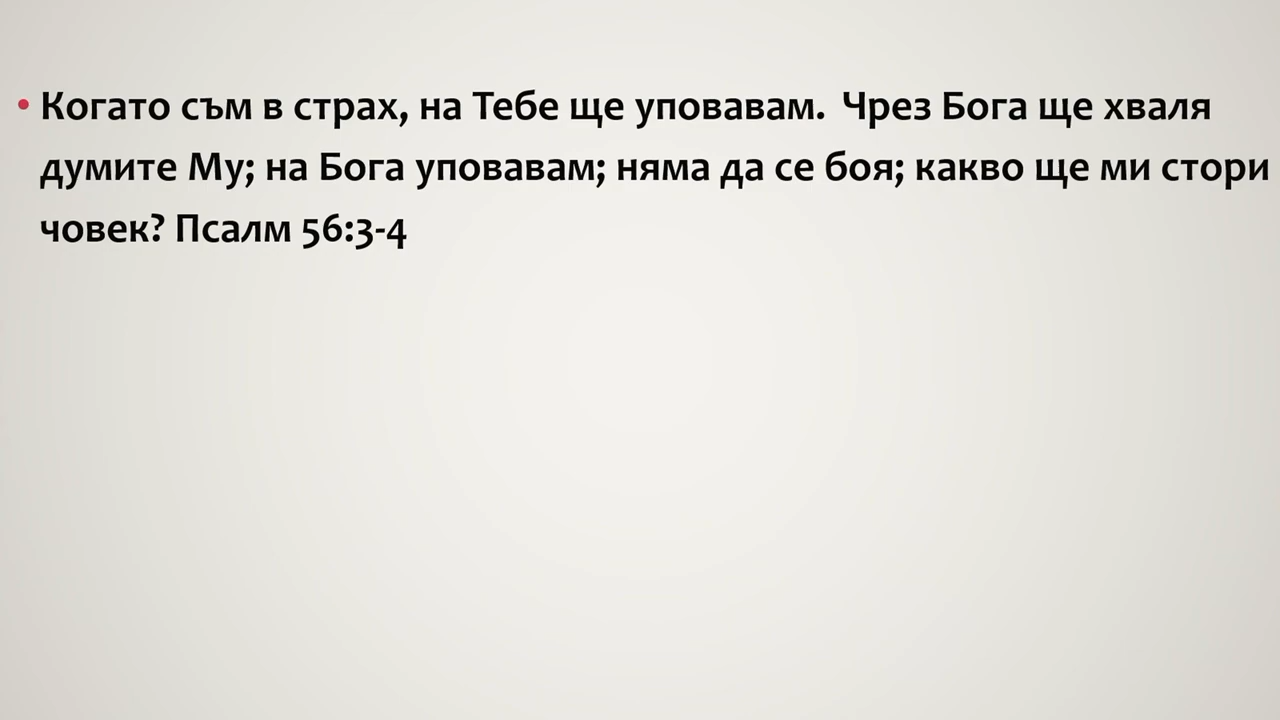 • Когато съм в страх, на Тебе ще уповавам.  Чрез Бога ще хваля
думите Му; на Бога уповавам; няма да се боя; какво ще ми стори
човек? Псалм 56:3-4